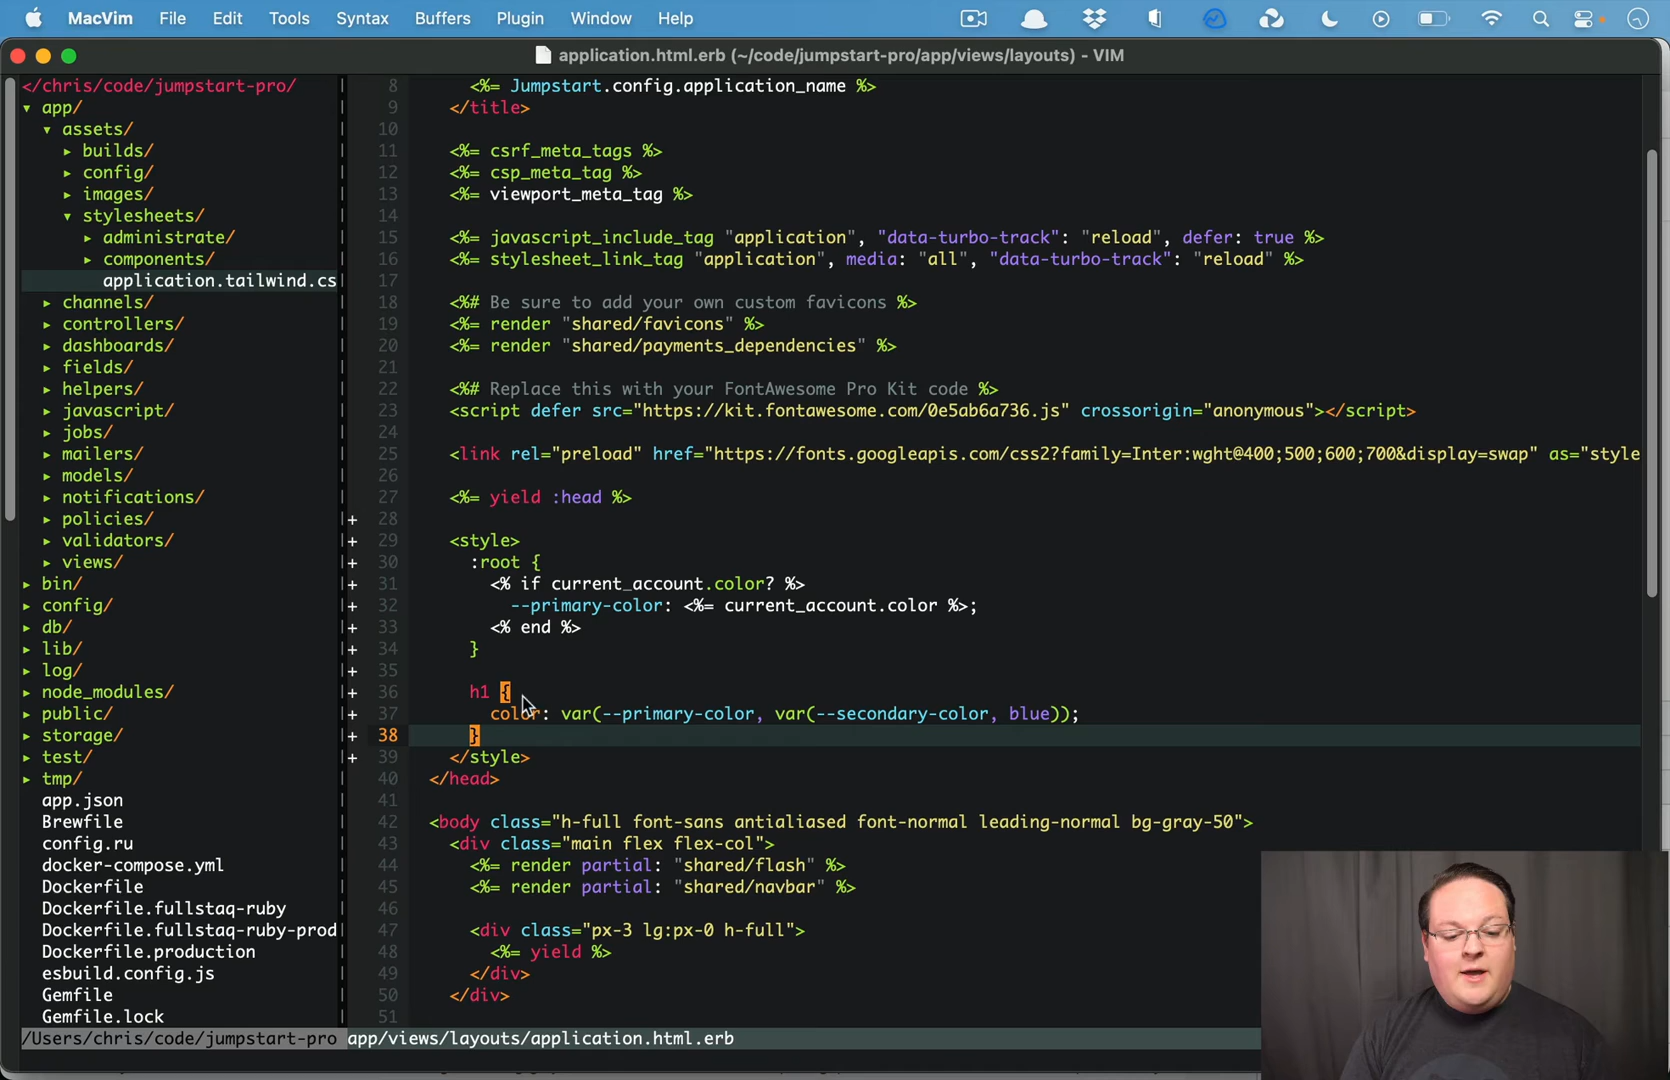 MacVim File Edit Tools Syntax Buffers Plugin Window Help
application.html.erb (~/code/jumpstart-pro/app/views/layouts) - VIM
</chris/code/jumpstart-pro/
▾ app/
▾ assets/
▸ builds/
▸ config/
▸ images/
▾ stylesheets/
▸ administrate/
▸ components/
application.tailwind.cs
▸ channels/
▸ controllers/
▸ dashboards/
▸ fields/
▸ helpers/
▸ javascript/
▸ jobs/
▸ mailers/
▸ models/
▸ notifications/
▸ policies/
▸ validators/
▸ views/
▸ bin/
▸ config/
▸ db/
▸ lib/
▸ log/
▸ node_modules/
▸ public/
▸ storage/
▸ test/
▸ tmp/
app.json
Brewfile
config.ru
docker-compose.yml
Dockerfile
Dockerfile.fullstaq-ruby
Dockerfile.fullstaq-ruby-prod
Dockerfile.production
esbuild.config.js
Gemfile
Gemfile.lock
/Users/chris/code/jumpstart-pro
8 <%= Jumpstart.config.application_name %>
9 </title>
10
11 <%= csrf_meta_tags %>
12 <%= csp_meta_tag %>
13 <%= viewport_meta_tag %>
14
15 <%= javascript_include_tag "application", "data-turbo-track": "reload", defer: true %>
16 <%= stylesheet_link_tag "application", media: "all", "data-turbo-track": "reload" %>
17
18 <%# Be sure to add your own custom favicons %>
19 <%= render "shared/favicons" %>
20 <%= render "shared/payments_dependencies" %>
21
22 <%# Replace this with your FontAwesome Pro Kit code %>
23 <script defer src="https://kit.fontawesome.com/0e5ab6a736.js" crossorigin="anonymous"></script>
24
25 <link rel="preload" href="https://fonts.googleapis.com/css2?family=Inter:wght@400;500;600;700&display=swap" as="style
26
27 <%= yield :head %>
+ 28
+ 29 <style>
+ 30 :root {
+ 31 <% if current_account.color? %>
+ 32 --primary-color: <%= current_account.color %>;
+ 33 <% end %>
+ 34 }
+ 35
+ 36 h1 {
+ 37 color: var(--primary-color, var(--secondary-color, blue));
+ 38 }
+ 39 </style>
40 </head>
41
42 <body class="h-full font-sans antialiased font-normal leading-normal bg-gray-50">
43 <div class="main flex flex-col">
44 <%= render partial: "shared/flash" %>
45 <%= render partial: "shared/navbar" %>
46
47 <div class="px-3 lg:px-0 h-full">
48 <%= yield %>
49 </div>
50 </div>
51
app/views/layouts/application.html.erb